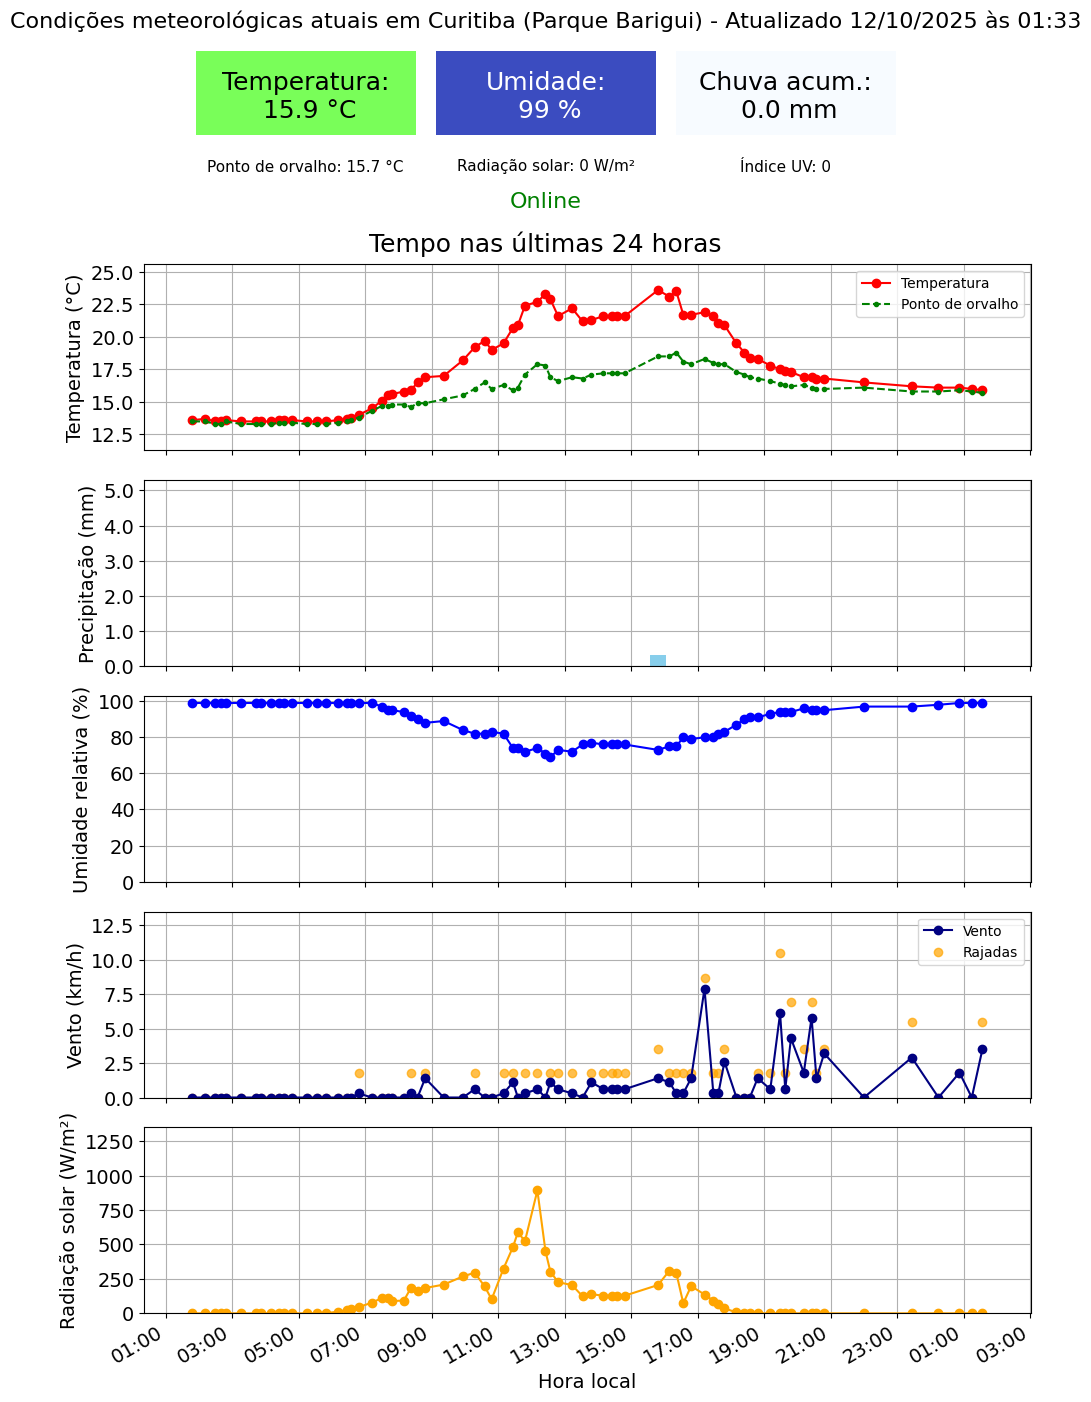 Condições meteorológicas atuais em Curitiba (Parque Barigui) - Atualizado 12/10/2025 às 01:33
Temperatura:
15.9 °C
Umidade:
99 %
Chuva acum.:
0.0 mm
Ponto de orvalho: 15.7 °C
Radiação solar: 0 W/m²
Índice UV: 0
Online
Tempo nas últimas 24 horas
Temperatura (°C)
25.0
22.5
20.0
17.5
15.0
12.5
Temperatura
Ponto de orvalho
Precipitação (mm)
5.0
4.0
3.0
2.0
1.0
0.0
Umidade relativa (%)
100
80
60
40
20
0
Vento (km/h)
12.5
10.0
7.5
5.0
2.5
0.0
Vento
Rajadas
Radiação solar (W/m²)
1250
1000
750
500
250
0
01:00
03:00
05:00
07:00
09:00
11:00
13:00
15:00
17:00
19:00
21:00
23:00
01:00
03:00
Hora local